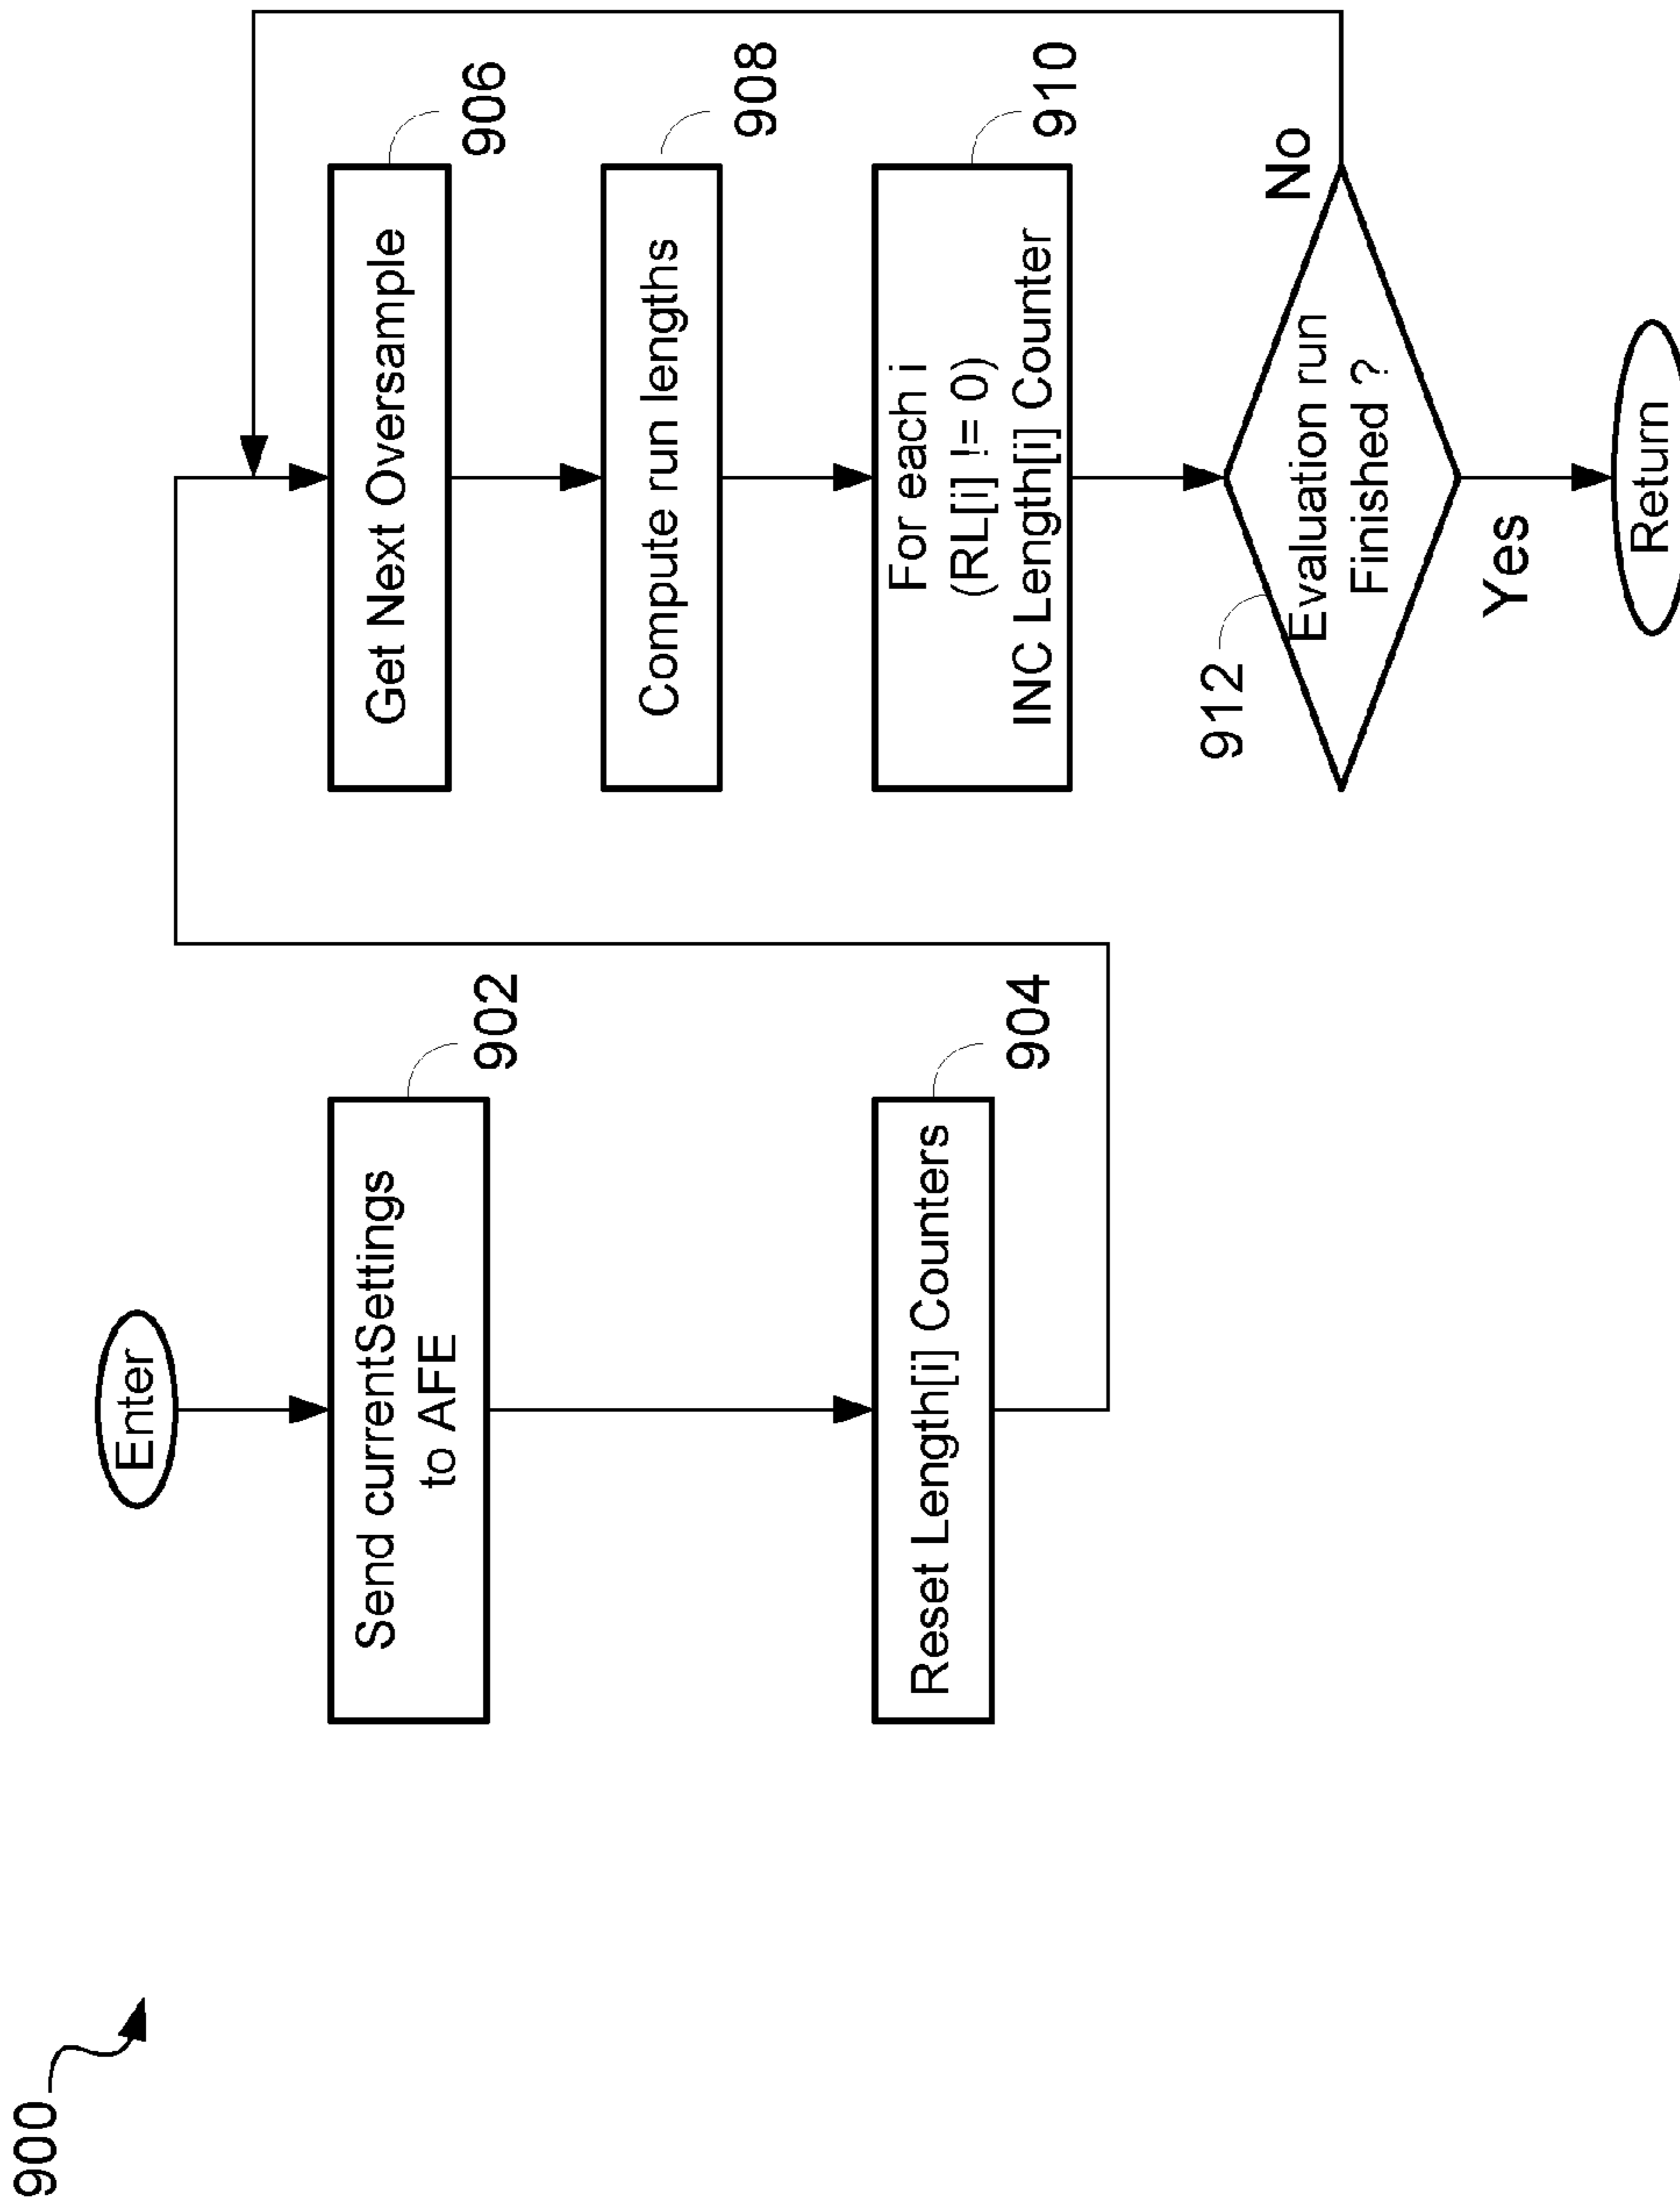 900
Enter
Send currentSettings
to AFE
902
Reset Length[i] Counters
904
Get Next Oversample
906
Compute run lengths
908
For each i
(RL[i] != 0)
INC Length[i] Counter
910
912
Evaluation run
Finished ?
No
Yes
Return